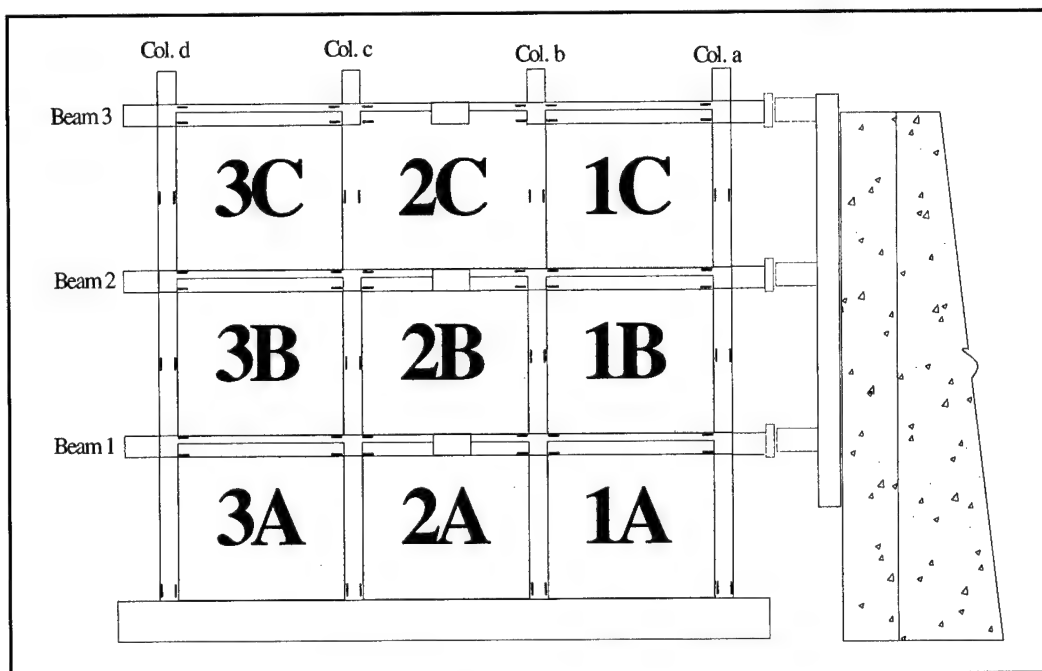 Col. d Col. c Col. b Col. a
Beam 3
3C 2C 1C
Beam 2
3B 2B 1B
Beam 1
3A 2A 1A